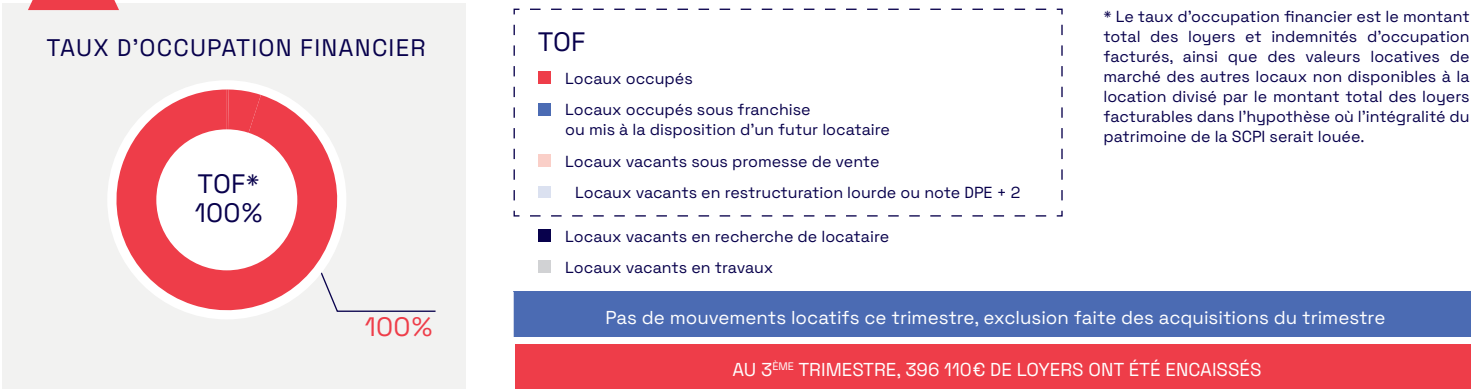 TAUX D'OCCUPATION FINANCIER
TOF*
100%
100%
TOF
Locaux occupés
Locaux occupés sous franchise
ou mis à la disposition d'un futur locataire
Locaux vacants sous promesse de vente
Locaux vacants en restructuration lourde ou note DPE + 2
Locaux vacants en recherche de locataire
Locaux vacants en travaux
* Le taux d'occupation financier est le montant
total des loyers et indemnités d'occupation
facturés, ainsi que des valeurs locatives de
marché des autres locaux non disponibles à la
location divisé par le montant total des loyers
facturables dans l'hypothèse où l'intégralité du
patrimoine de la SCPI serait louée.
Pas de mouvements locatifs ce trimestre, exclusion faite des acquisitions du trimestre
AU 3ÈME TRIMESTRE, 396 110€ DE LOYERS ONT ÉTÉ ENCAISSÉS